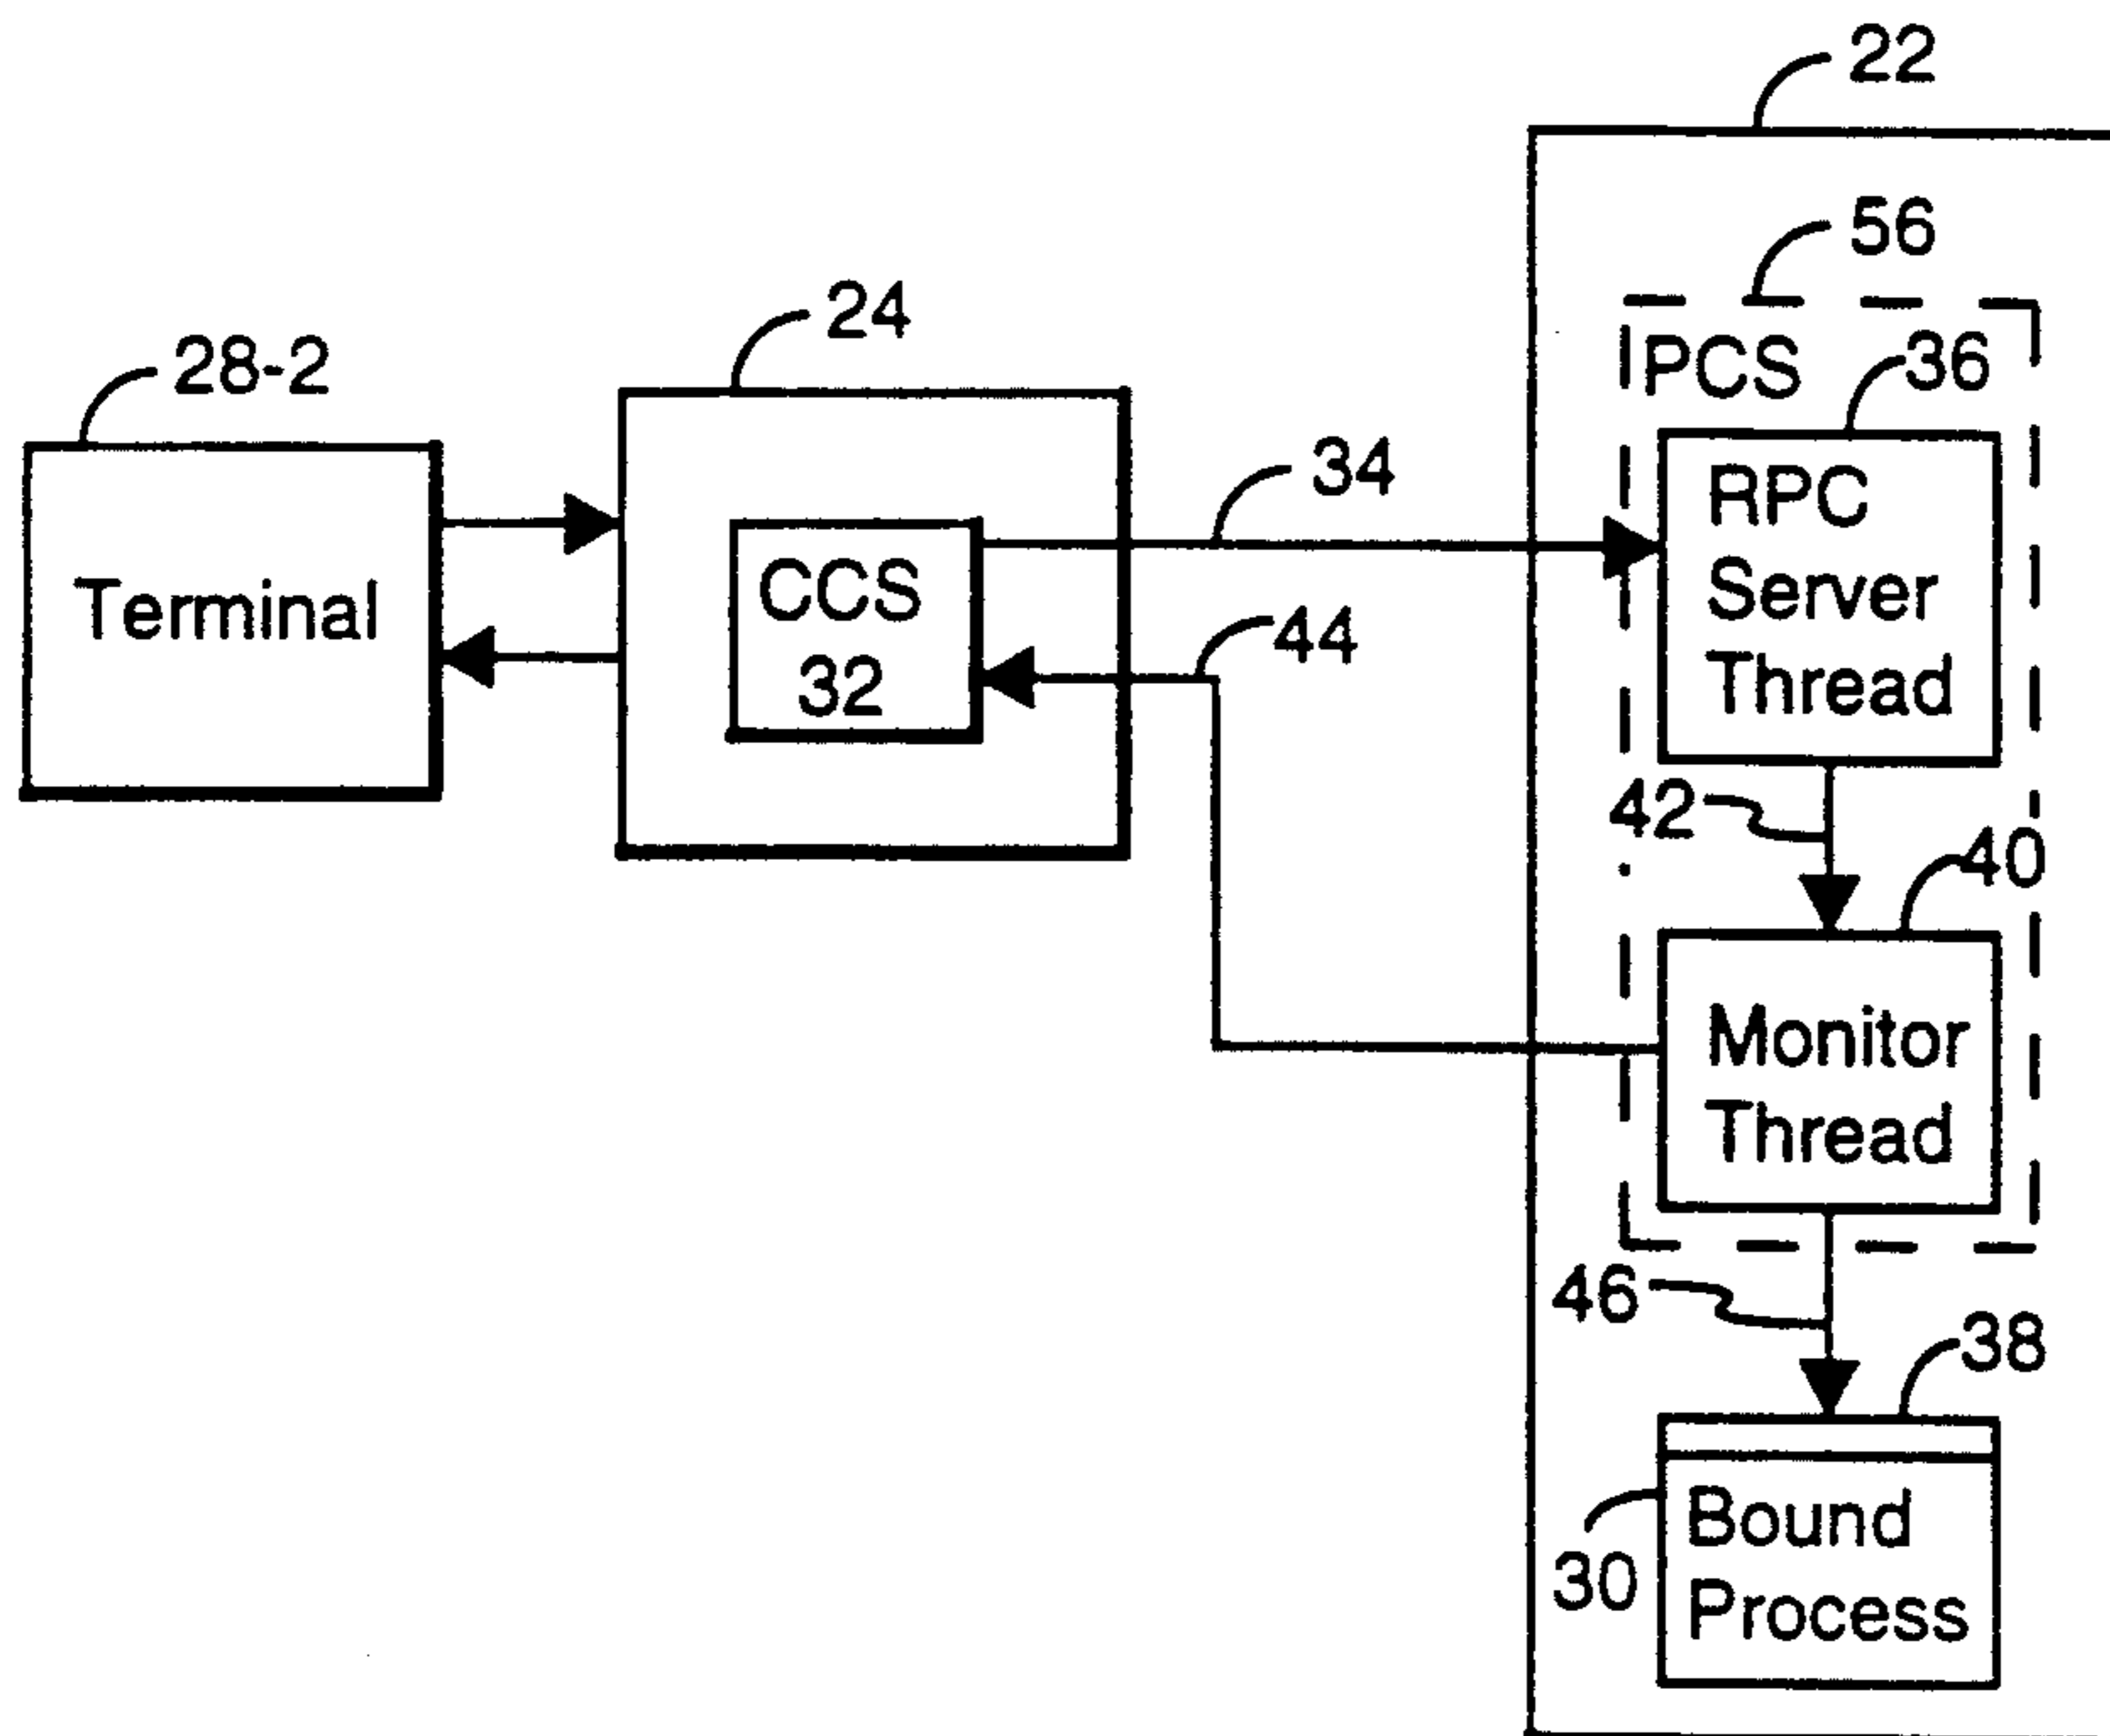 22
56
24
28-2
PCS
36
34
RPC
Server
Thread
CCS
32
44
Terminal
42
40
Monitor
Thread
46
38
Bound
Process
30